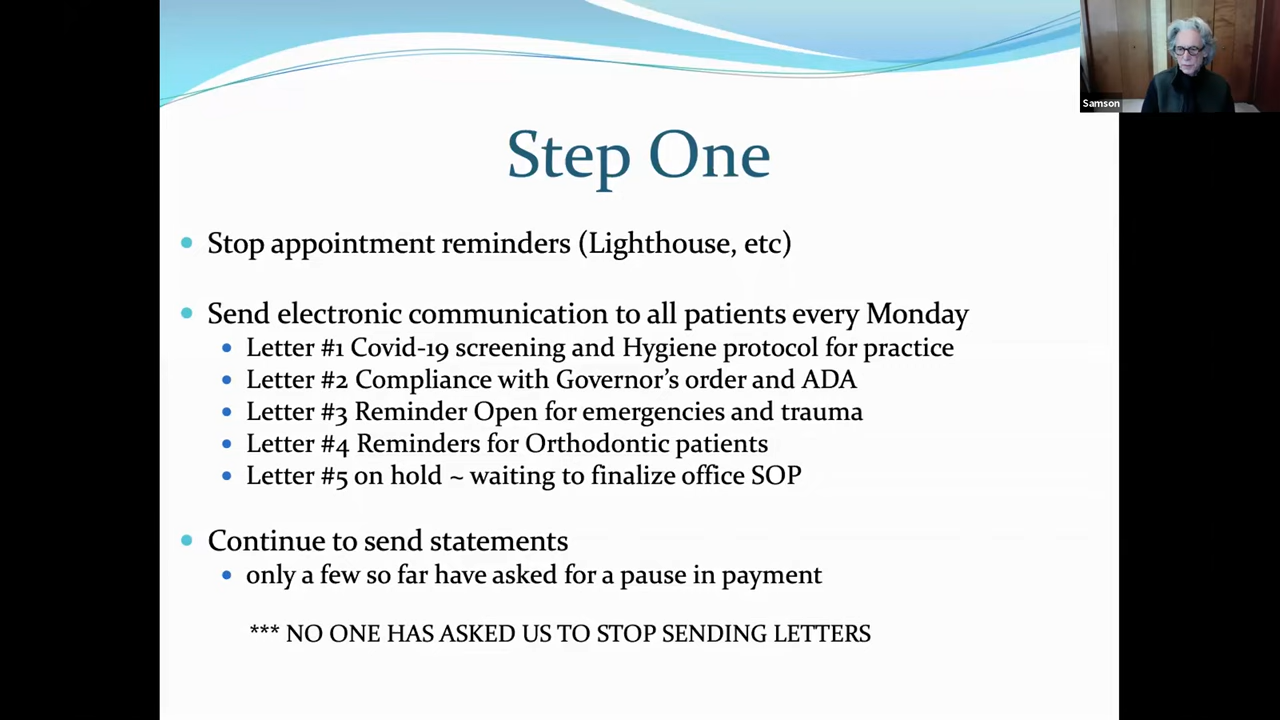 Samson
Step One
Stop appointment reminders (Lighthouse, etc)
Send electronic communication to all patients every Monday
Letter #1 Covid-19 screening and Hygiene protocol for practice
Letter #2 Compliance with Governor's order and ADA
Letter #3 Reminder Open for emergencies and trauma
Letter #4 Reminders for Orthodontic patients
Letter #5 on hold ~ waiting to finalize office SOP
Continue to send statements
only a few so far have asked for a pause in payment
*** NO ONE HAS ASKED US TO STOP SENDING LETTERS